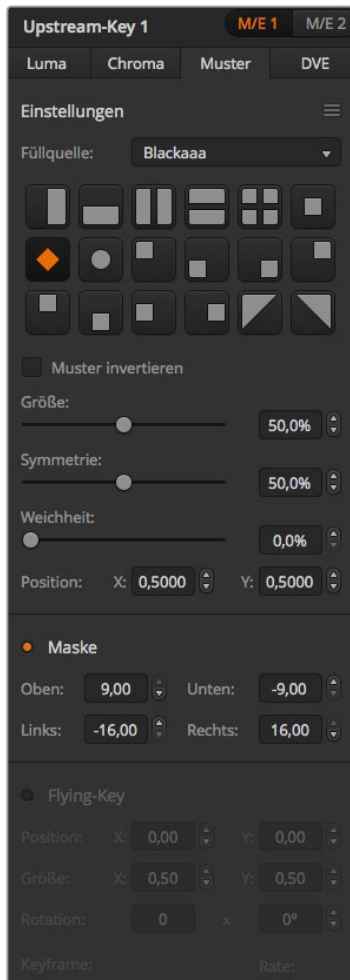 Upstream-Key 1 M/E 1 M/E 2
Luma Chroma Muster DVE
Einstellungen
Füllquelle: Blackaaa
Muster invertieren
Größe:
50,0%
Symmetrie:
50,0%
Weichheit:
0,0%
Position: X: 0,5000 Y: 0,5000
Maske
Oben: 9,00 Unten: -9,00
Links: -16,00 Rechts: 16,00
Flying-Key
Position: X: 0,00 Y: 0,00
Größe: X: 0,50 Y: 0,50
Rotation: 0 x 0°
Keyframe: Rate: